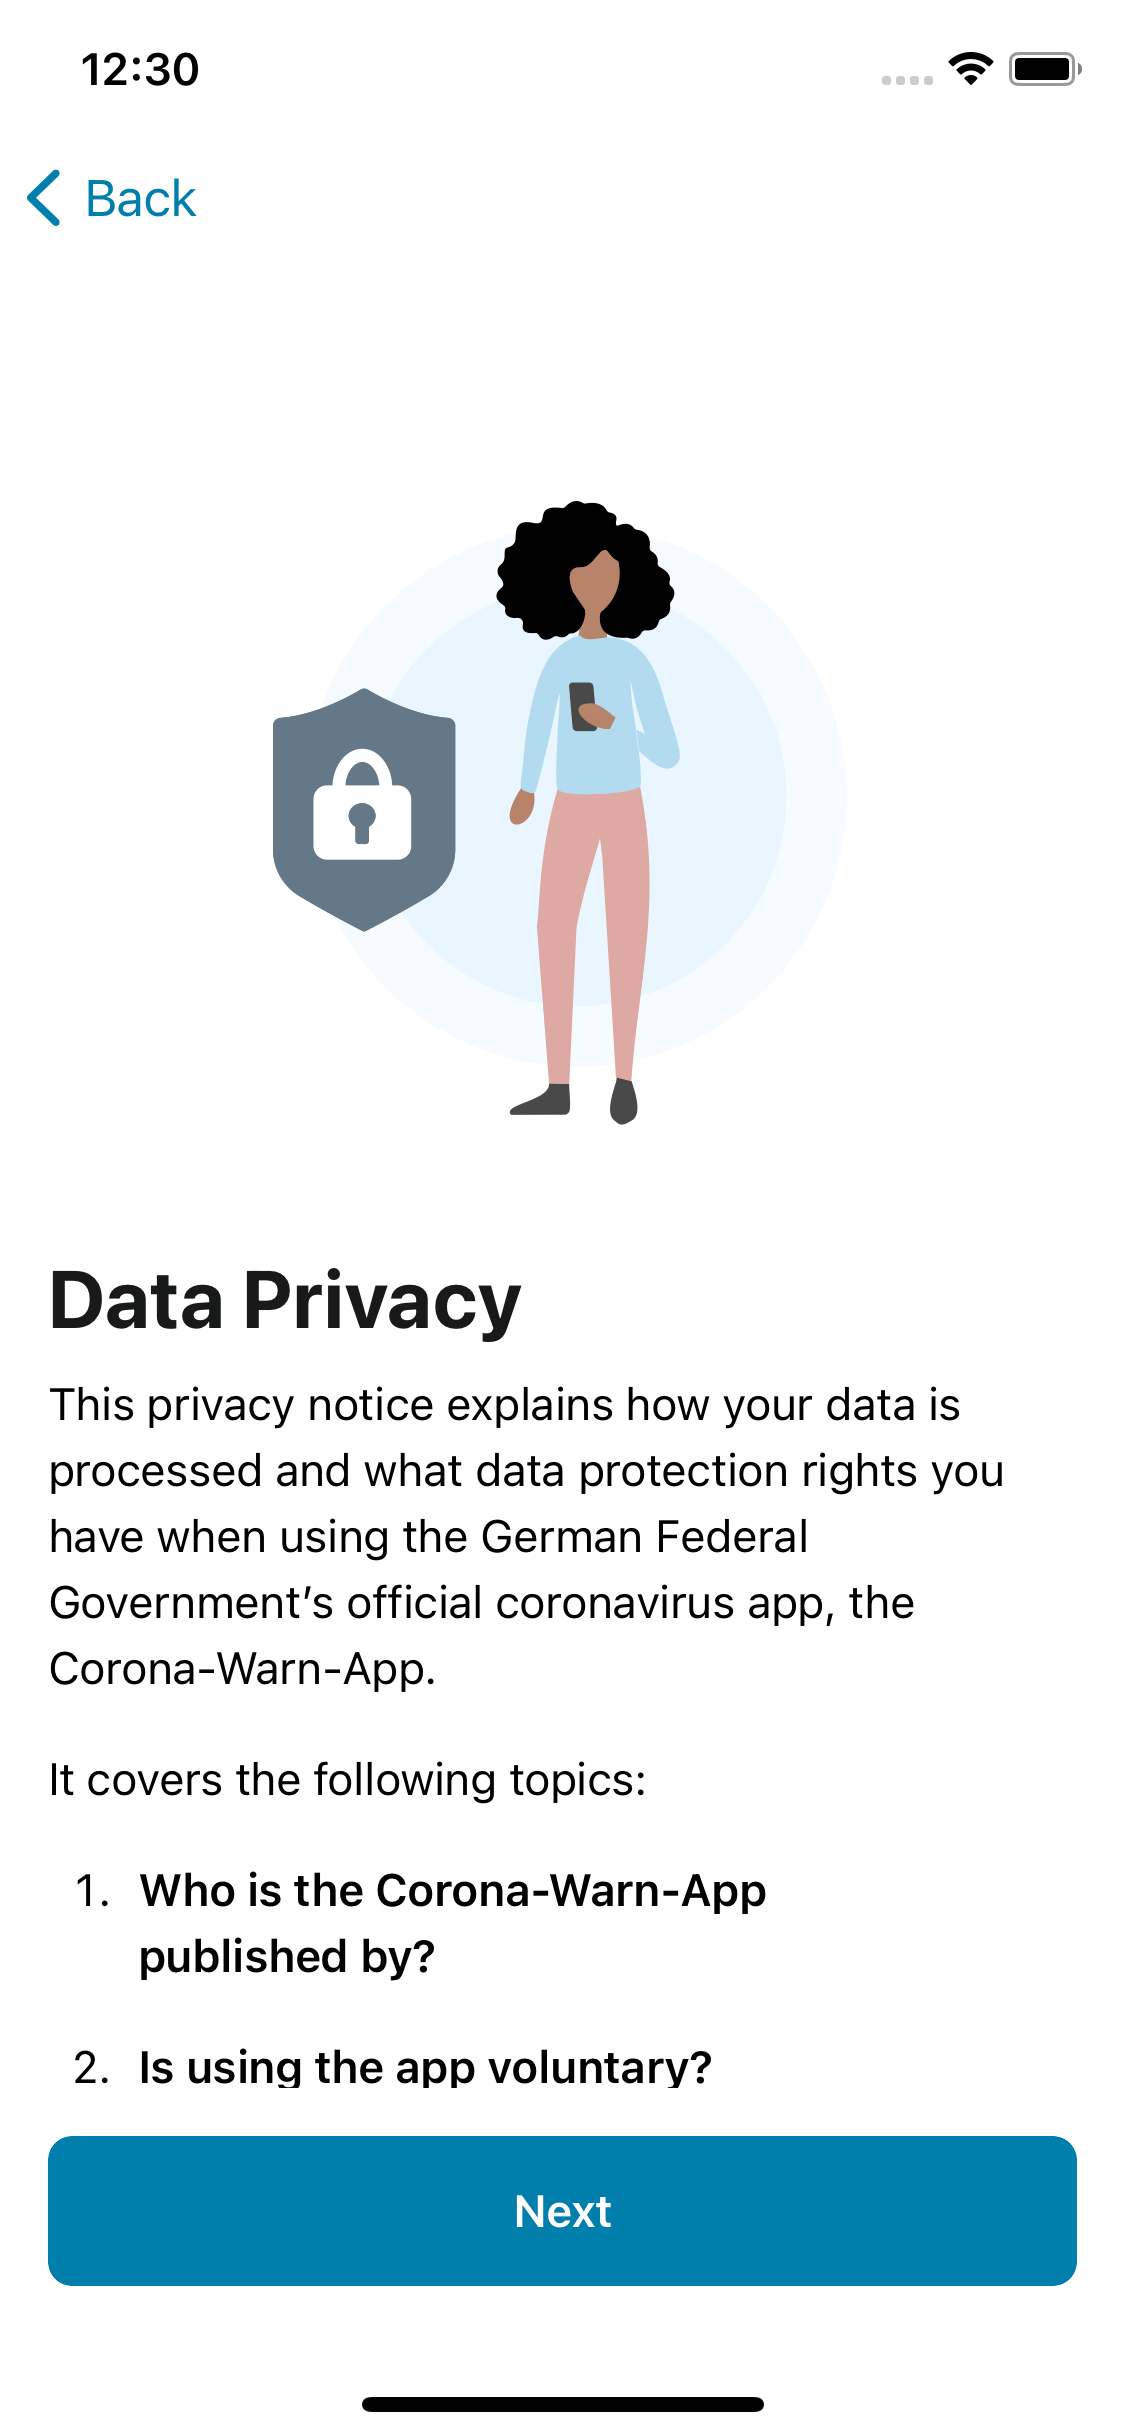 12:30
Back
Data Privacy
This privacy notice explains how your data is
processed and what data protection rights you
have when using the German Federal
Government’s official coronavirus app, the
Corona-Warn-App.
It covers the following topics:
1. Who is the Corona-Warn-App
published by?
2. Is using the app voluntary?
Next